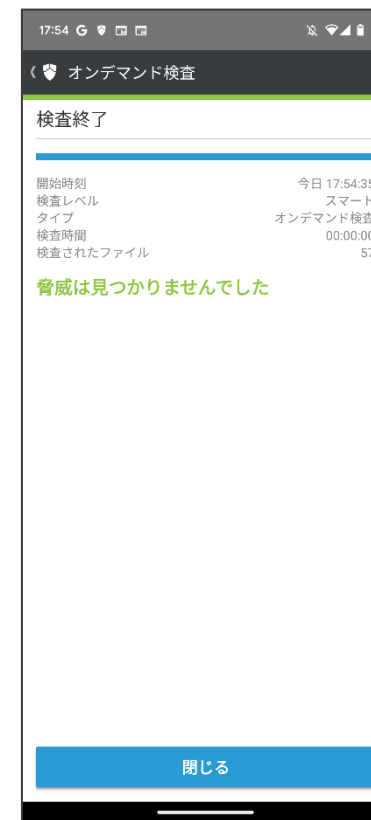 17:54 G
オンデマンド検査
検査終了
開始時刻 今日 17:54:35
検査レベル スマート
タイプ オンデマンド検査
検査時間 00:00:00
検査されたファイル 57
脅威は見つかりませんでした
閉じる